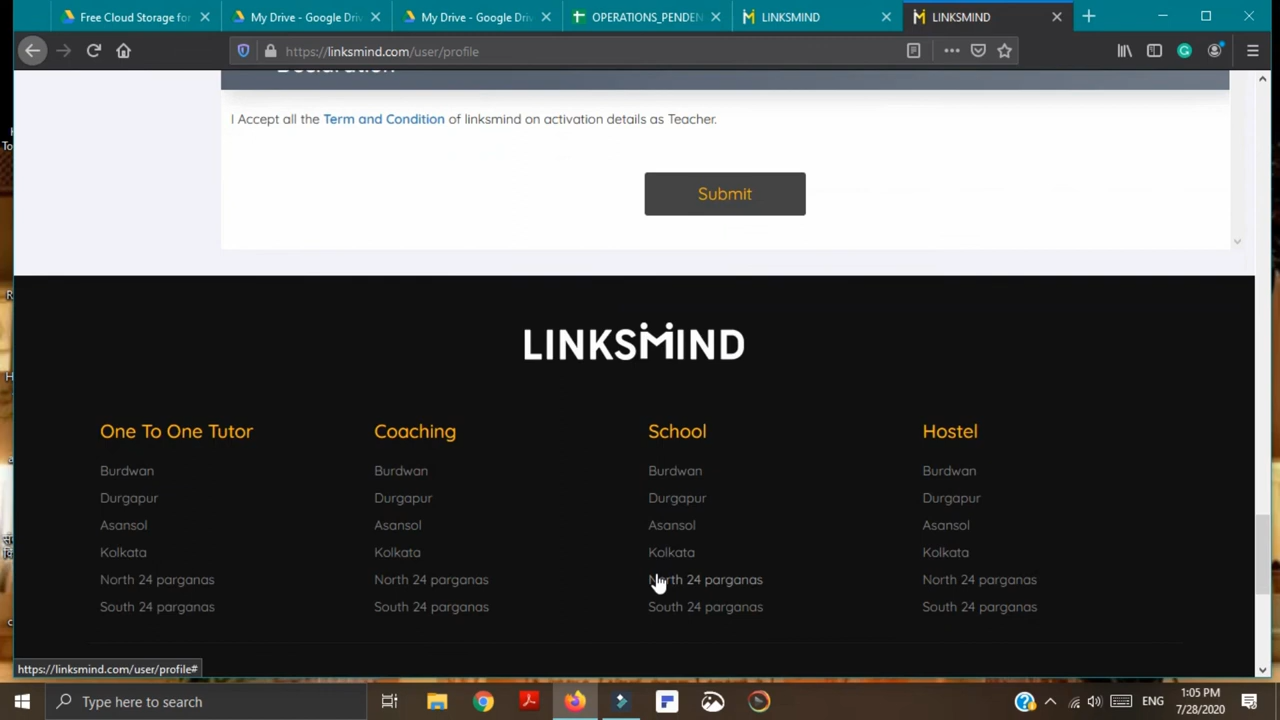 Free Cloud Storage for
My Drive - Google Driv
My Drive - Google Driv
OPERATIONS_PENDEN
LINKSMIND
LINKSMIND
https://linksmind.com/user/profile
Declaration
I Accept all the Term and Condition of linksmind on activation details as Teacher.
Submit
LINKSMIND
One To One Tutor
Burdwan
Durgapur
Asansol
Kolkata
North 24 parganas
South 24 parganas
Coaching
Burdwan
Durgapur
Asansol
Kolkata
North 24 parganas
South 24 parganas
School
Burdwan
Durgapur
Asansol
Kolkata
North 24 parganas
South 24 parganas
Hostel
Burdwan
Durgapur
Asansol
Kolkata
North 24 parganas
South 24 parganas
https://linksmind.com/user/profile#
Type here to search
ENG
1:05 PM
7/28/2020